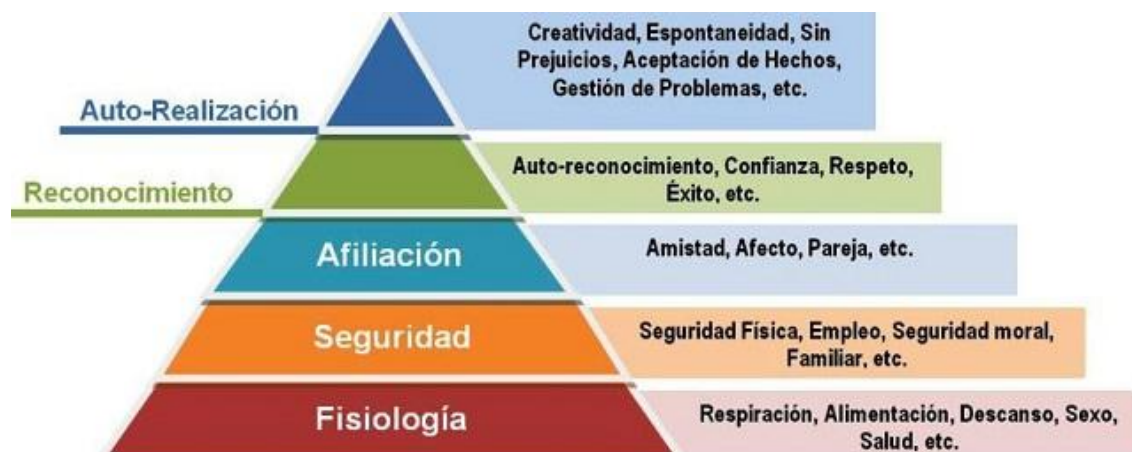 Creatividad, Espontaneidad, Sin
Prejuicios, Aceptación de Hechos,
Gestión de Problemas, etc.
Auto-Realización
Auto-reconocimiento, Confianza, Respeto,
Éxito, etc.
Reconocimiento
Afiliación
Amistad, Afecto, Pareja, etc.
Seguridad
Seguridad Física, Empleo, Seguridad moral,
Familiar, etc.
Fisiología
Respiración, Alimentación, Descanso, Sexo,
Salud, etc.